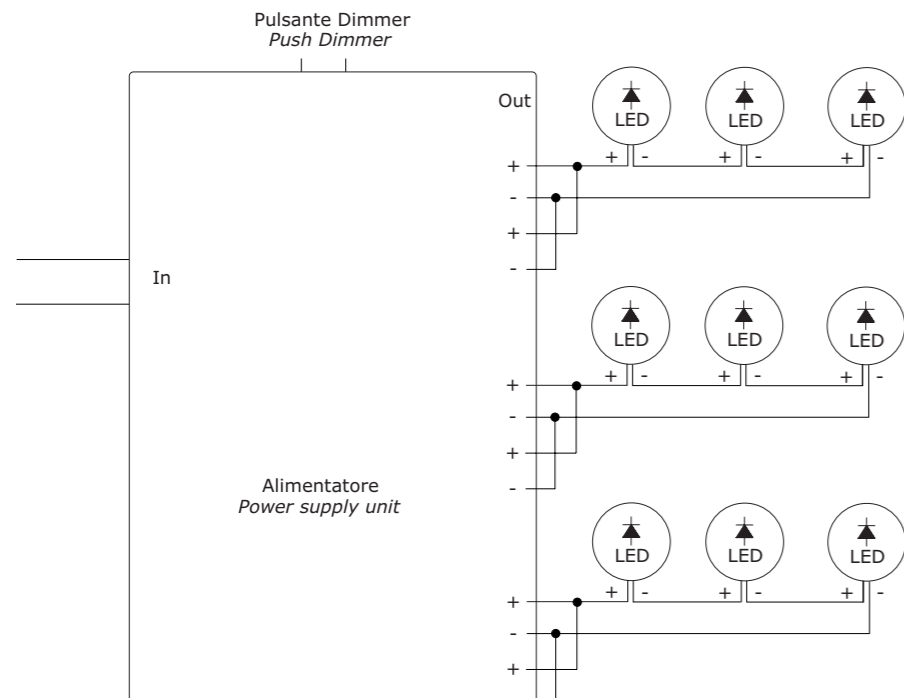 Pulsante Dimmer
Push Dimmer
Out
LED LED LED
+ + - + - + -
-
+
-
In
LED LED LED
+ + - + - + -
-
+
-
Alimentatore
Power supply unit
LED LED LED
+ + - + - + -
-
+